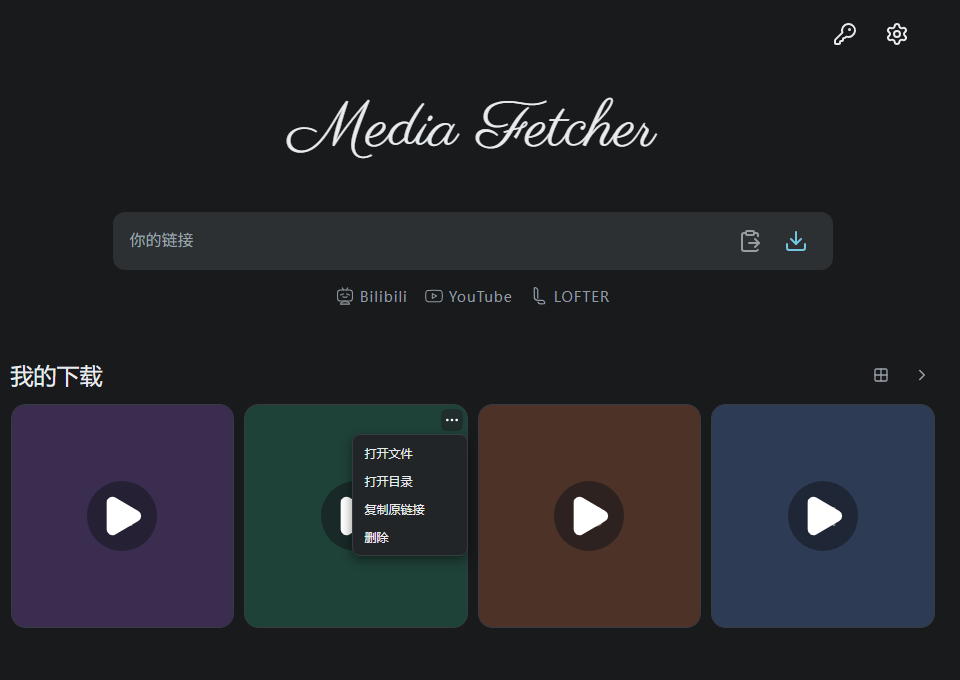 Media Fetcher
你的链接
Bilibili YouTube LOFTER
我的下载
打开文件
打开目录
复制原链接
删除